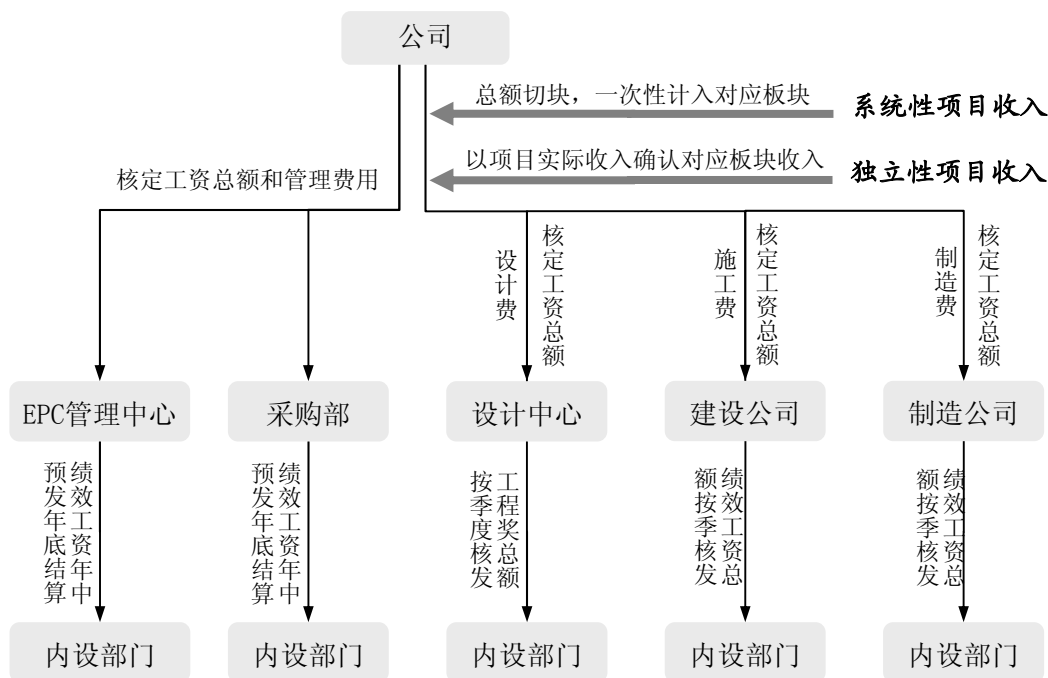 公司
总额切块，一次性计入对应板块
系统性项目收入
以项目实际收入确认对应板块收入
独立性项目收入
核定工资总额和管理费用
设计费
核定工资总额
施工费
核定工资总额
制造费
核定工资总额
EPC管理中心
采购部
设计中心
建设公司
制造公司
绩效工资年中
预发年底结算
绩效工资年中
预发年底结算
工程奖总额
按季度核发
绩效工资总
额按季核发
绩效工资总
额按季核发
内设部门
内设部门
内设部门
内设部门
内设部门